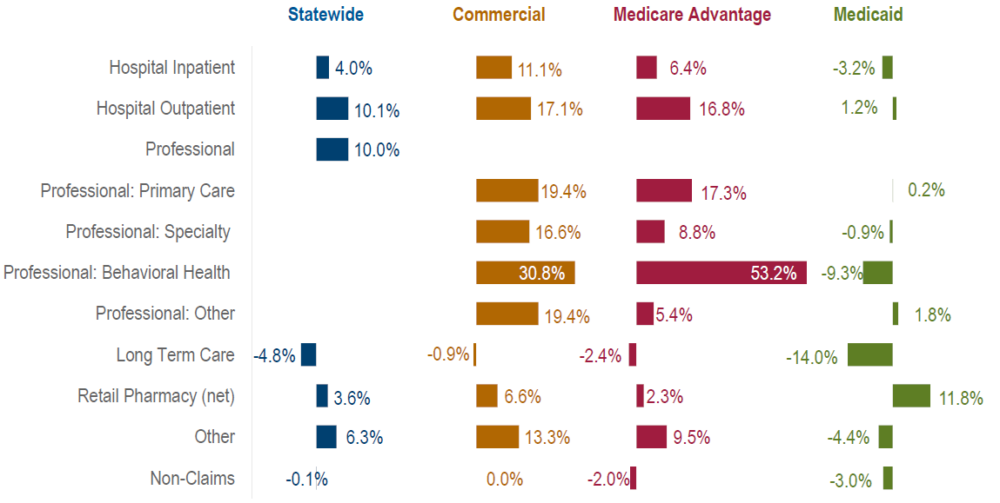 Statewide Commercial Medicare Advantage Medicaid
Hospital Inpatient 4.0% 11.1% 6.4% -3.2%
Hospital Outpatient 10.1% 17.1% 16.8% 1.2%
Professional 10.0%
Professional: Primary Care 19.4% 17.3% 0.2%
Professional: Specialty 16.6% 8.8% -0.9%
Professional: Behavioral Health 30.8% 53.2% -9.3%
Professional: Other 19.4% 5.4% 1.8%
Long Term Care -4.8% -0.9% -2.4% -14.0%
Retail Pharmacy (net) 3.6% 6.6% 2.3% 11.8%
Other 6.3% 13.3% 9.5% -4.4%
Non-Claims -0.1% 0.0% -2.0% -3.0%